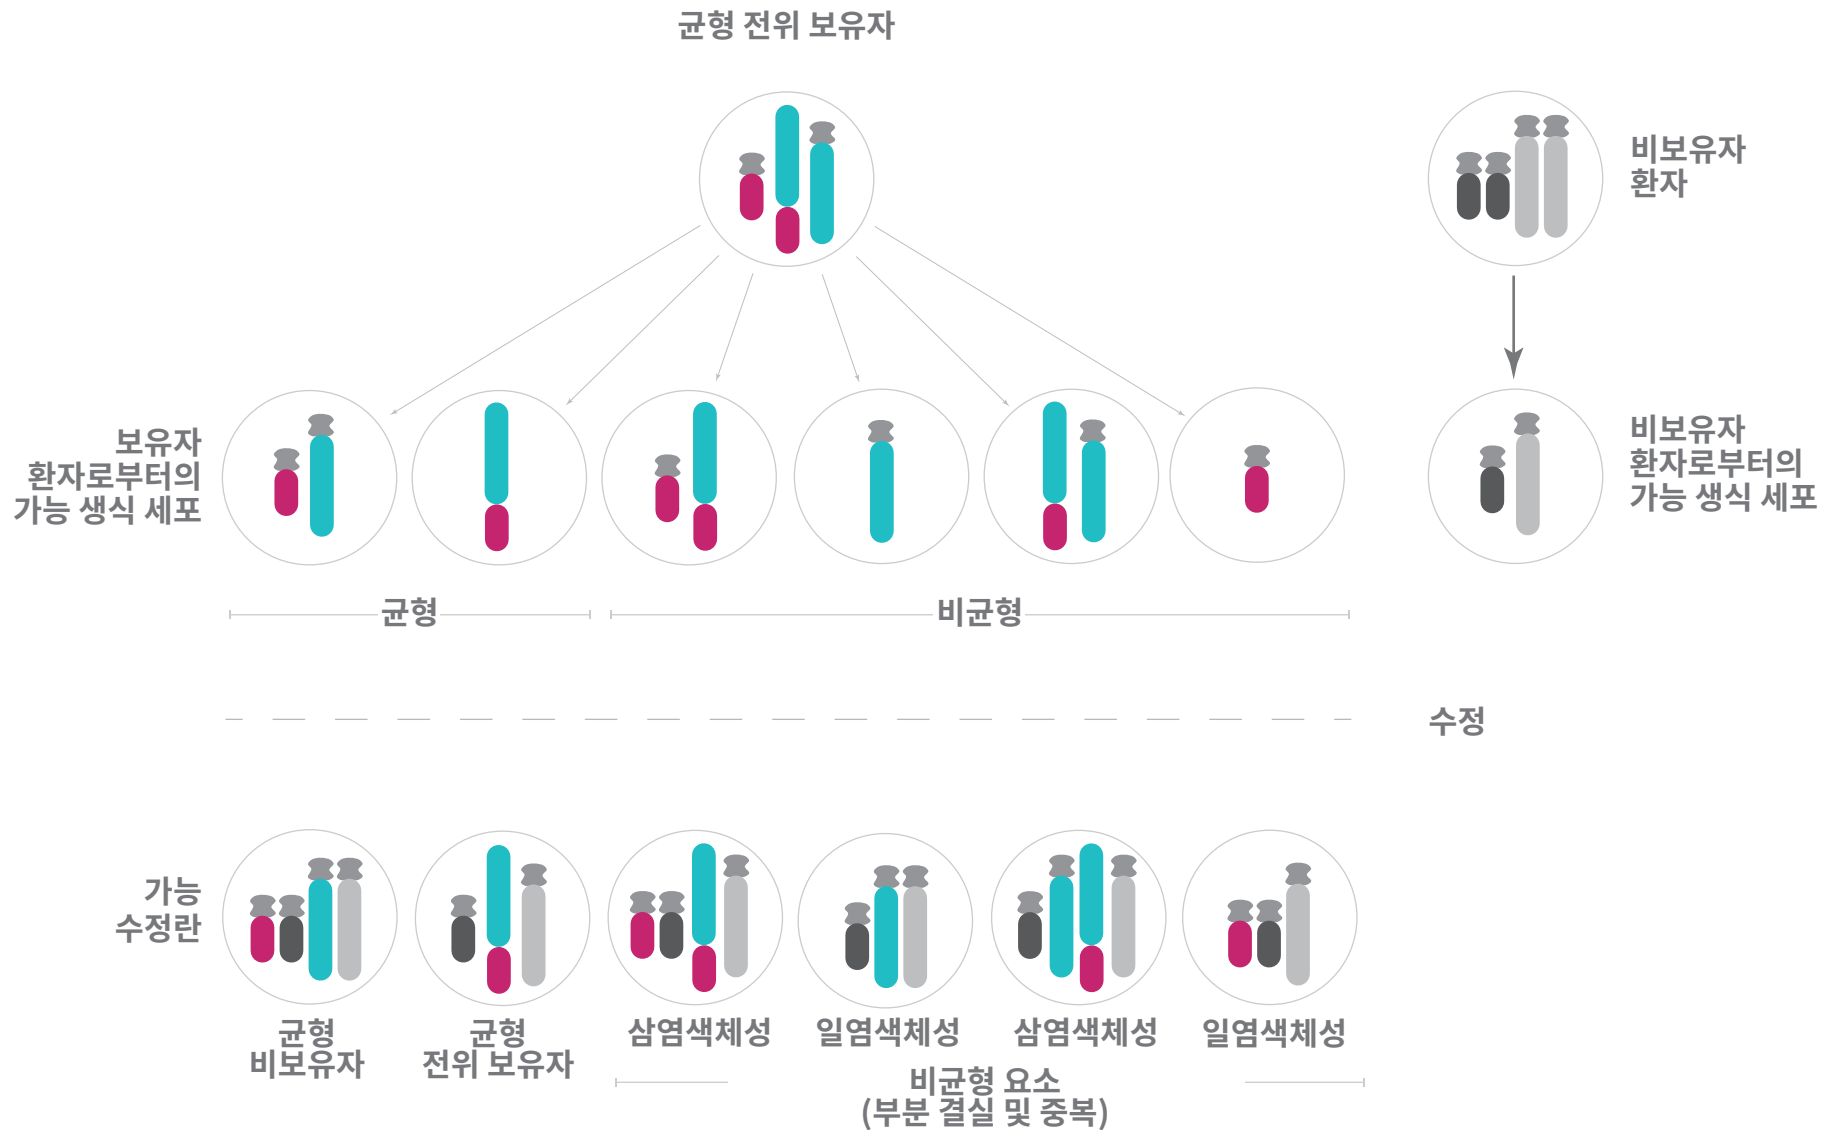 균형 전위 보유자
비보유자
환자
보유자
환자로부터의
가능 생식 세포
비보유자
환자로부터의
가능 생식 세포
균형
비균형
수정
가능
수정란
균형
비보유자
균형
전위 보유자
삼염색체성
일염색체성
삼염색체성
일염색체성
비균형 요소
(부분 결실 및 중복)